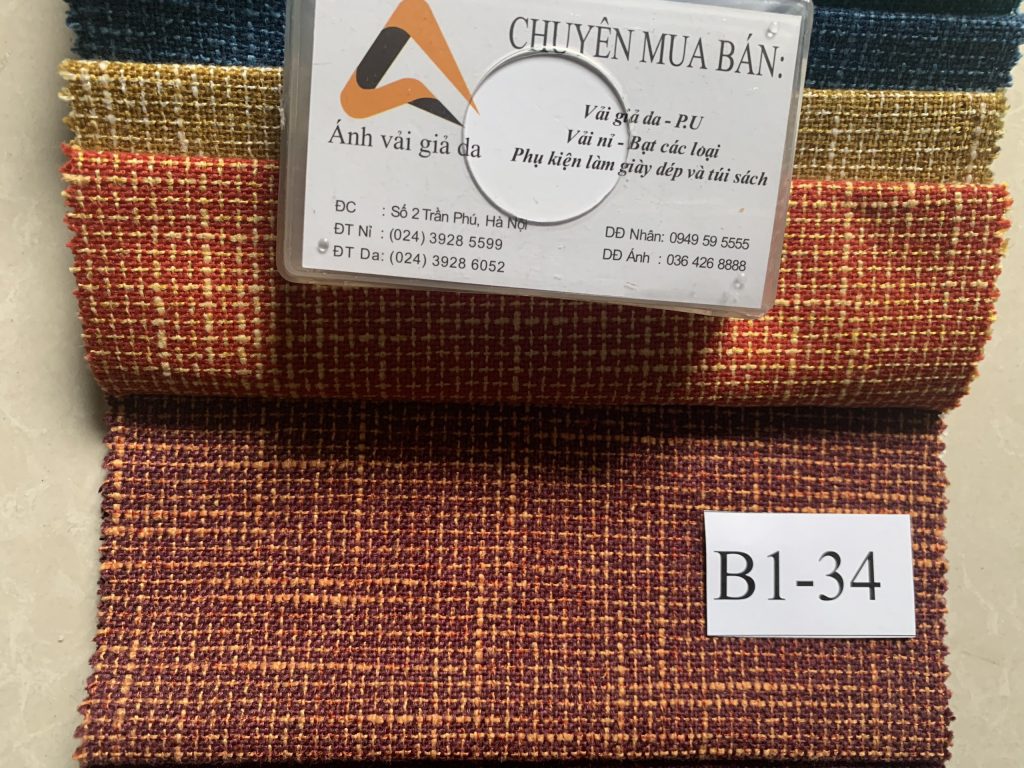 CHUYÊN MUA BÁN:
Vải giả da - P.U
Vải nỉ - Bạt các loại
Phụ kiện làm giày dép và túi sách
Ánh vải giả da
ĐC : Số 2 Trần Phú, Hà Nội
ĐT Nỉ : (024) 3928 5599
ĐT Da: (024) 3928 6052
DĐ Nhân: 0949 59 5555
DĐ Ánh : 036 426 8888
B1-34